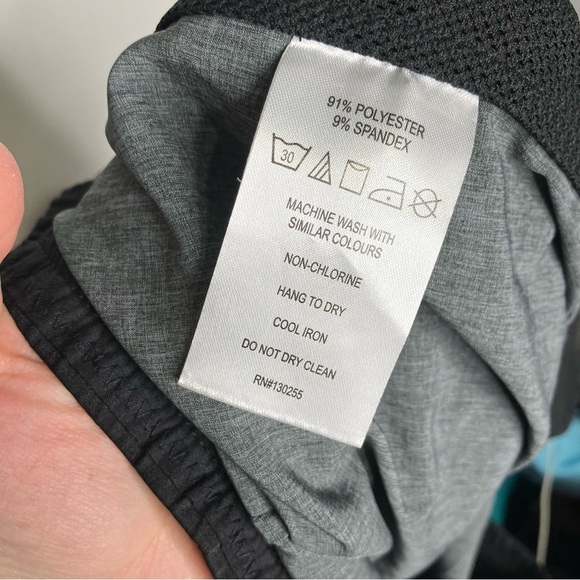 91% POLYESTER
9% SPANDEX
30
MACHINE WASH WITH
SIMILAR COLOURS
NON-CHLORINE
HANG TO DRY
COOL IRON
DO NOT DRY CLEAN
RN#130255